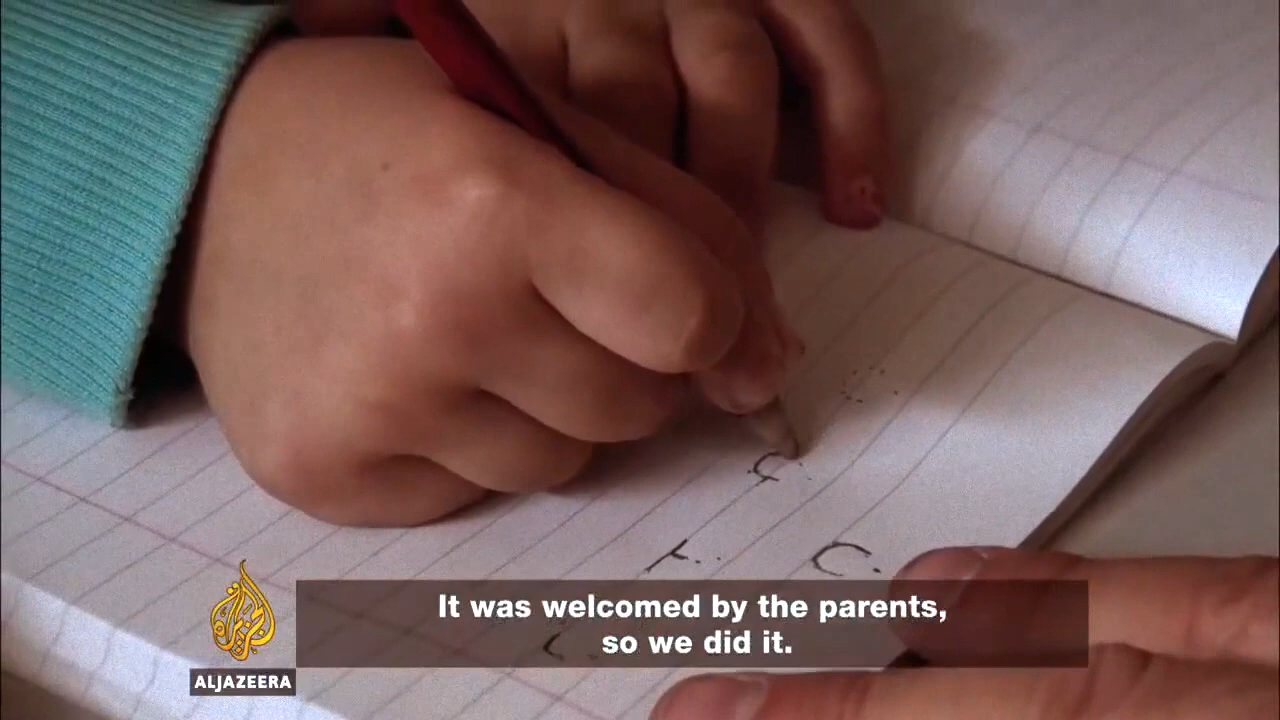 It was welcomed by the parents,
so we did it.
الجزيرة
ALJAZEERA